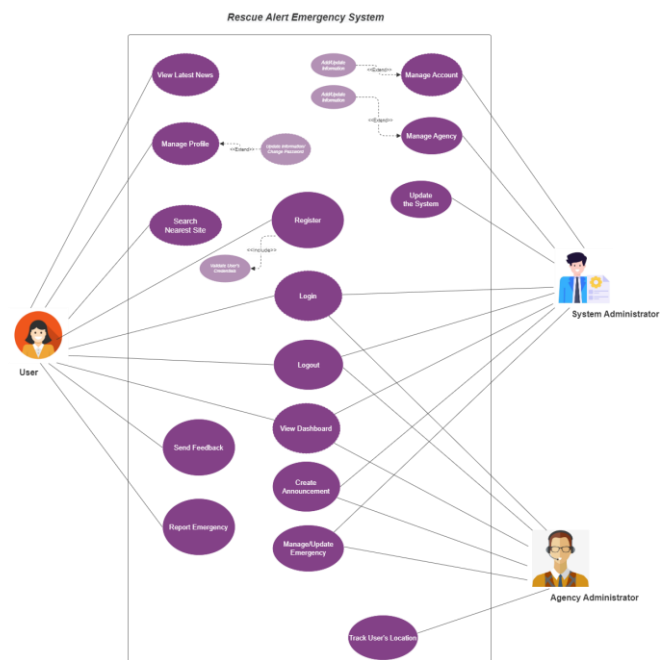 Rescue Alert Emergency System
View Latest News
Add/Update
Information
<<Extend>>
Manage Account
Add/Update
Information
<<Extend>>
Manage Agency
Manage Profile
<<Extend>>
Update Information/
Change Password
Update
the System
Search
Nearest Site
Register
<<Include>>
Validate User's
Credentials
Login
System Administrator
User
Logout
View Dashboard
Send Feedback
Create
Announcement
Report Emergency
Manage/Update
Emergency
Agency Administrator
Track User's Location